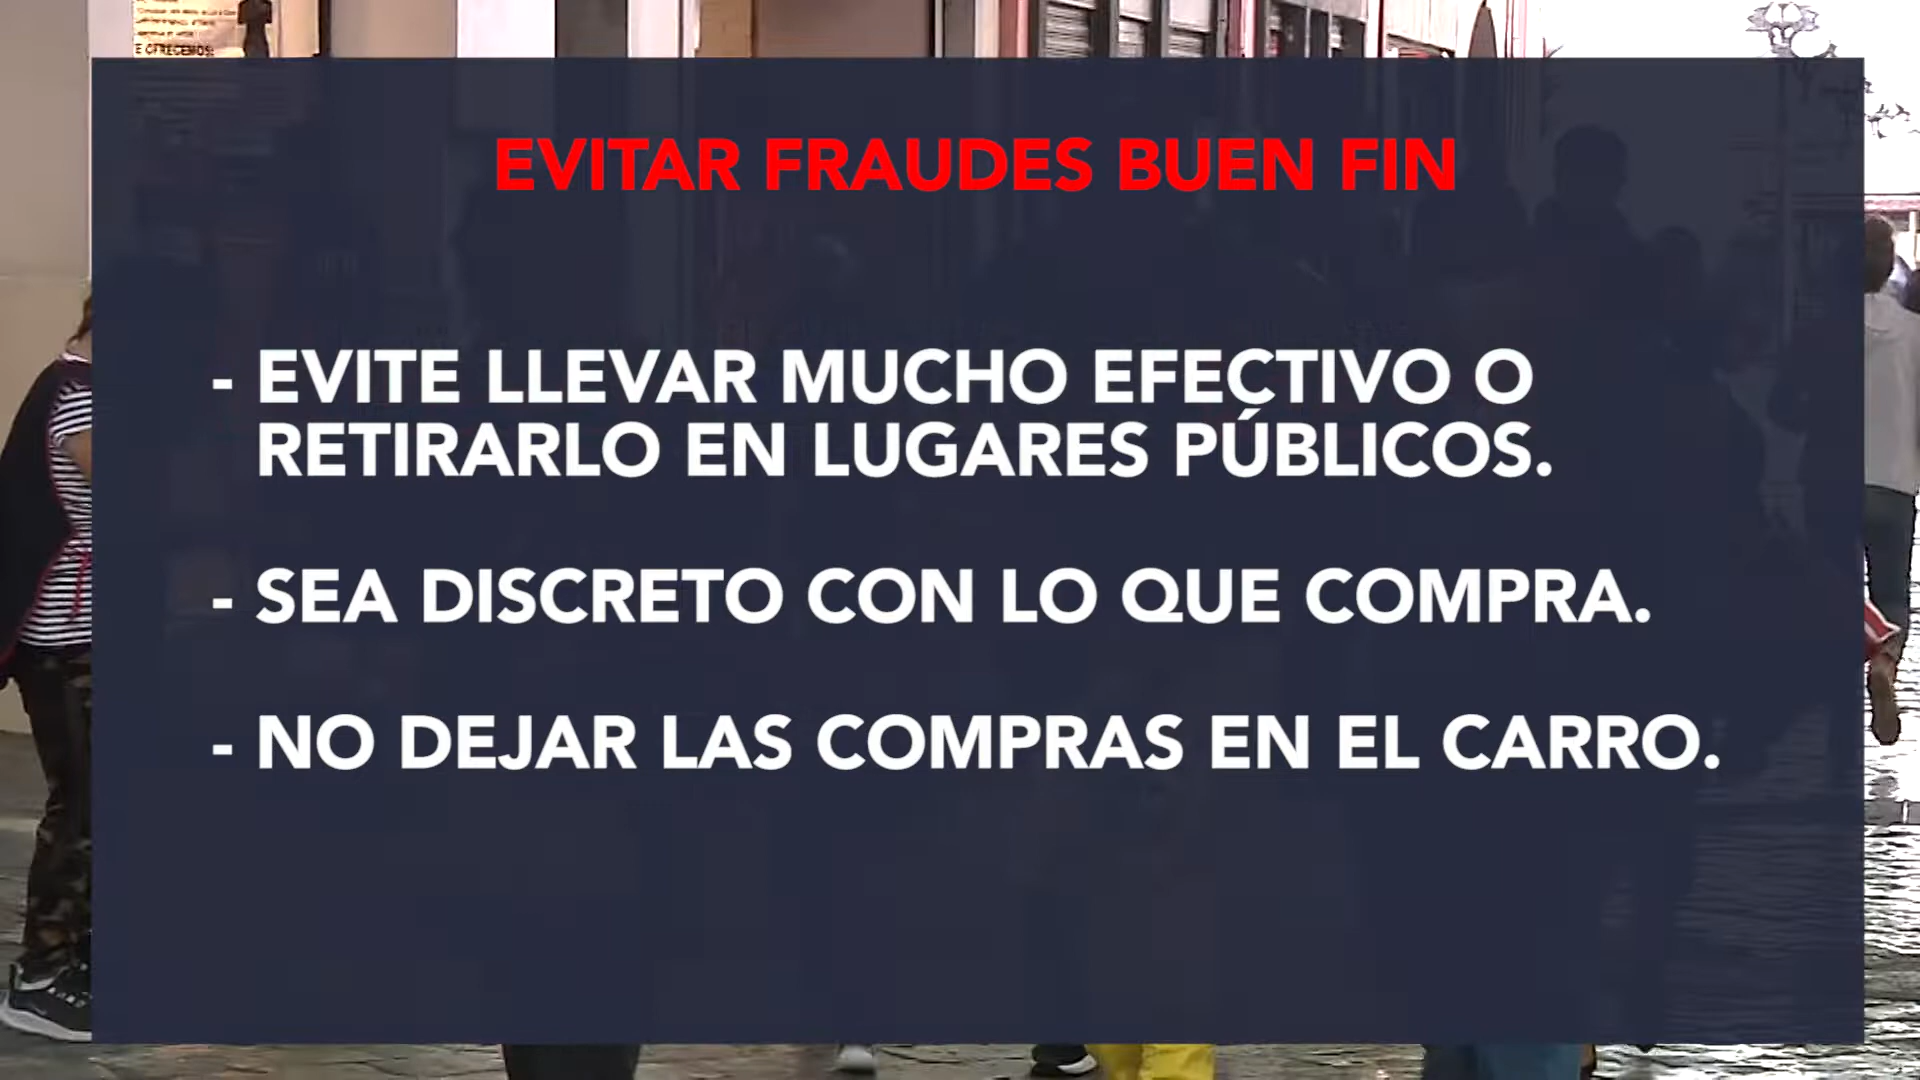 E OFRECEMOS:
EVITAR FRAUDES BUEN FIN
- EVITE LLEVAR MUCHO EFECTIVO O
RETIRARLO EN LUGARES PÚBLICOS.
- SEA DISCRETO CON LO QUE COMPRA.
- NO DEJAR LAS COMPRAS EN EL CARRO.